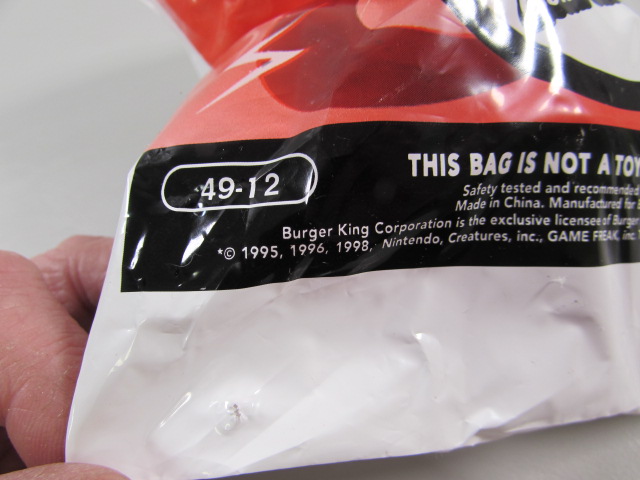 49-12
THIS BAG IS NOT A TOY
Safety tested and recommended
Made in China. Manufactured for
Burger King Corporation is the exclusive licensee of Burger
*© 1995, 1996, 1998, Nintendo, Creatures, inc., GAME FREAK, inc.